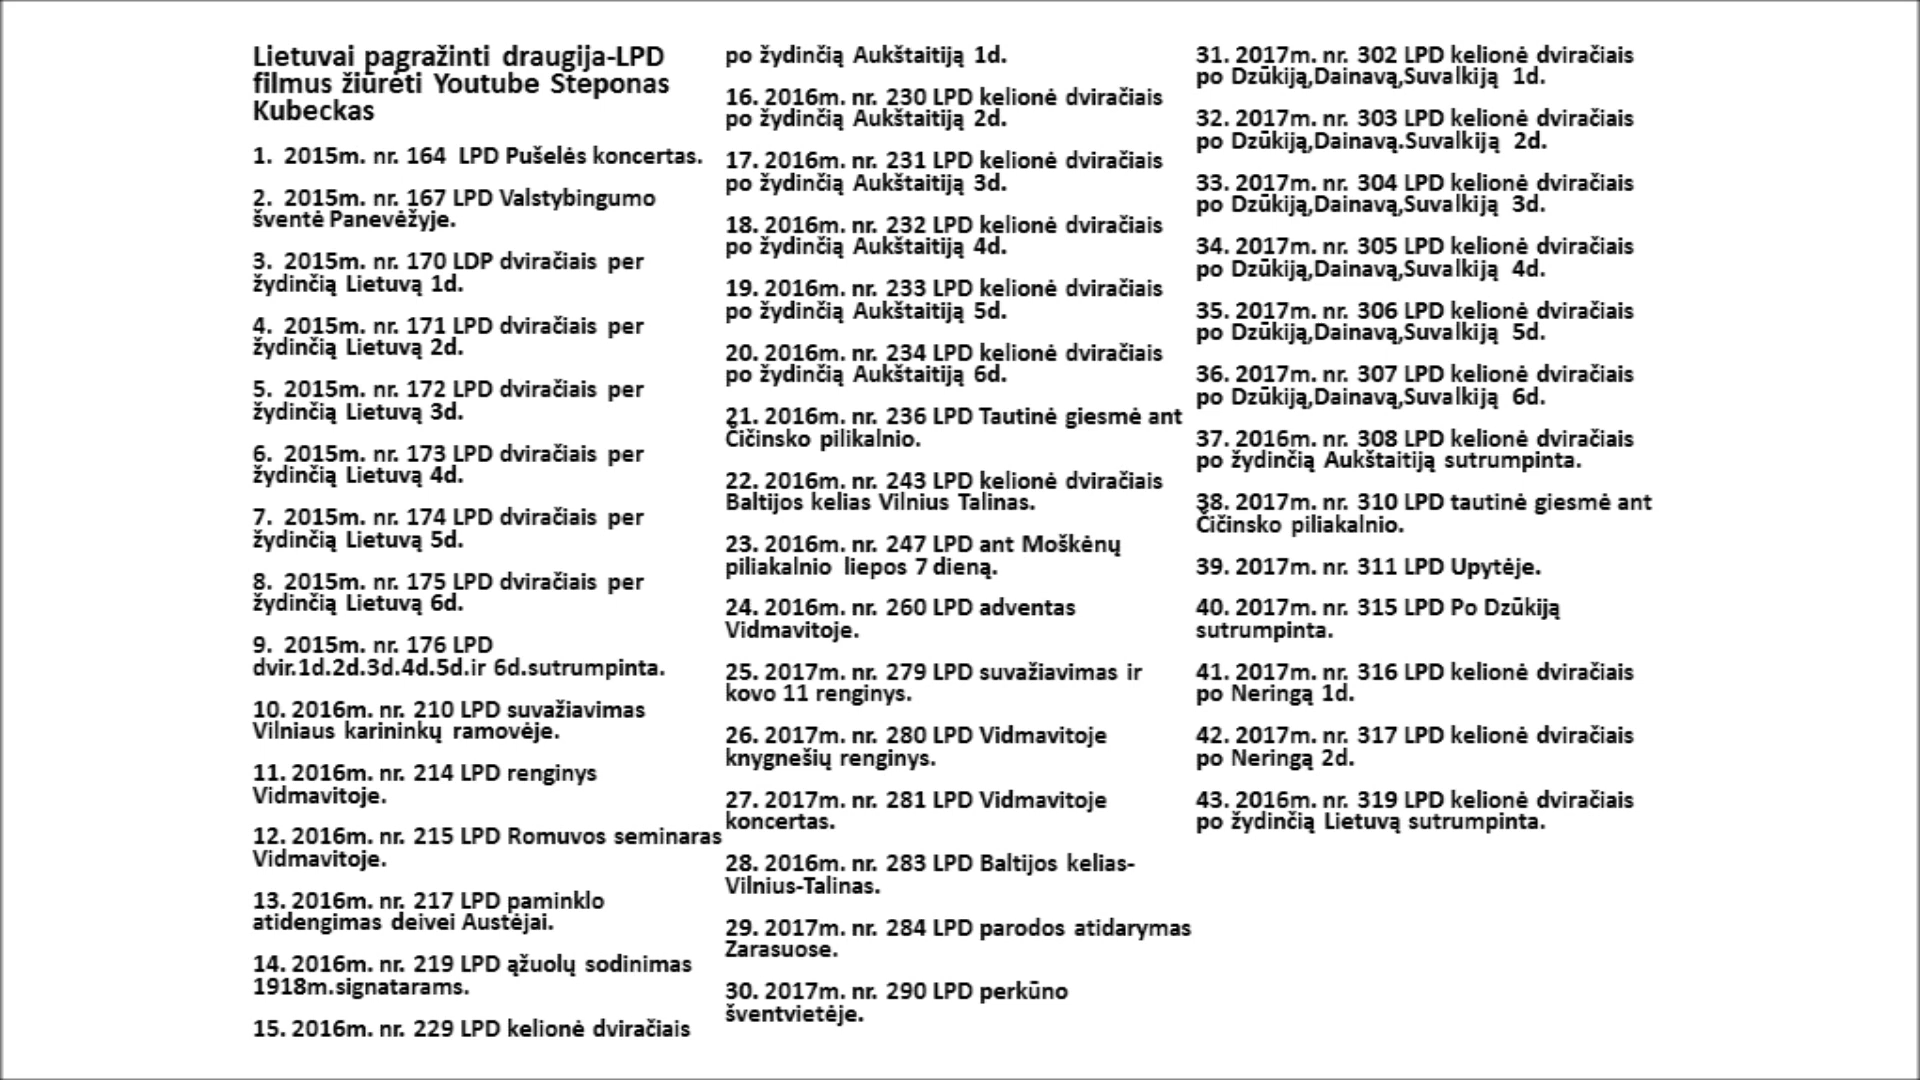 Lietuvai pagražinti draugija-LPD
filmus žiūrėti Youtube Steponas
Kubeckas
1. 2015m. nr. 164 LPD Pušelės koncertas.
2. 2015m. nr. 167 LPD Valstybingumo
šventė Panevėžyje.
3. 2015m. nr. 170 LDP dviračiais per
žydinčią Lietuvą 1d.
4. 2015m. nr. 171 LPD dviračiais per
žydinčią Lietuvą 2d.
5. 2015m. nr. 172 LPD dviračiais per
žydinčią Lietuvą 3d.
6. 2015m. nr. 173 LPD dviračiais per
žydinčią Lietuvą 4d.
7. 2015m. nr. 174 LPD dviračiais per
žydinčią Lietuvą 5d.
8. 2015m. nr. 175 LPD dviračiais per
žydinčią Lietuvą 6d.
9. 2015m. nr. 176 LPD
dvir.1d.2d.3d.4d.5d.ir 6d.sutrumpinta.
10. 2016m. nr. 210 LPD suvažiavimas
Vilniaus karininkų ramovėje.
11. 2016m. nr. 214 LPD renginys
Vidmavitoje.
12. 2016m. nr. 215 LPD Romuvos seminaras
Vidmavitoje.
13. 2016m. nr. 217 LPD paminklo
atidengimas deivei Austėjai.
14. 2016m. nr. 219 LPD ąžuolų sodinimas
1918m.signatarams.
15. 2016m. nr. 229 LPD kelionė dviračiais
po žydinčią Aukštaitiją 1d.
16. 2016m. nr. 230 LPD kelionė dviračiais
po žydinčią Aukštaitiją 2d.
17. 2016m. nr. 231 LPD kelionė dviračiais
po žydinčią Aukštaitiją 3d.
18. 2016m. nr. 232 LPD kelionė dviračiais
po žydinčią Aukštaitiją 4d.
19. 2016m. nr. 233 LPD kelionė dviračiais
po žydinčią Aukštaitiją 5d.
20. 2016m. nr. 234 LPD kelionė dviračiais
po žydinčią Aukštaitiją 6d.
21. 2016m. nr. 236 LPD Tautinė giesmė ant
Čičinsko pilikalnio.
22. 2016m. nr. 243 LPD kelionė dviračiais
Baltijos kelias Vilnius Talinas.
23. 2016m. nr. 247 LPD ant Moškėnų
piliakalnio liepos 7 dieną.
24. 2016m. nr. 260 LPD adventas
Vidmavitoje.
25. 2017m. nr. 279 LPD suvažiavimas ir
kovo 11 renginys.
26. 2017m. nr. 280 LPD Vidmavitoje
knygnešių renginys.
27. 2017m. nr. 281 LPD Vidmavitoje
koncertas.
28. 2016m. nr. 283 LPD Baltijos kelias-
Vilnius-Talinas.
29. 2017m. nr. 284 LPD parodos atidarymas
Zarasuose.
30. 2017m. nr. 290 LPD perkūno
šventvietėje.
31. 2017m. nr. 302 LPD kelionė dviračiais
po Dzūkiją,Dainavą,Suvalkiją 1d.
32. 2017m. nr. 303 LPD kelionė dviračiais
po Dzūkiją,Dainavą.Suvalkiją 2d.
33. 2017m. nr. 304 LPD kelionė dviračiais
po Dzūkiją,Dainavą,Suvalkiją 3d.
34. 2017m. nr. 305 LPD kelionė dviračiais
po Dzūkiją,Dainavą,Suvalkiją 4d.
35. 2017m. nr. 306 LPD kelionė dviračiais
po Dzūkiją,Dainavą,Suvalkiją 5d.
36. 2017m. nr. 307 LPD kelionė dviračiais
po Dzūkiją,Dainavą,Suvalkiją 6d.
37. 2016m. nr. 308 LPD kelionė dviračiais
po žydinčią Aukštaitiją sutrumpinta.
38. 2017m. nr. 310 LPD tautinė giesmė ant
Čičinsko piliakalnio.
39. 2017m. nr. 311 LPD Upytėje.
40. 2017m. nr. 315 LPD Po Dzūkiją
sutrumpinta.
41. 2017m. nr. 316 LPD kelionė dviračiais
po Neringą 1d.
42. 2017m. nr. 317 LPD kelionė dviračiais
po Neringą 2d.
43. 2016m. nr. 319 LPD kelionė dviračiais
po žydinčią Lietuvą sutrumpinta.